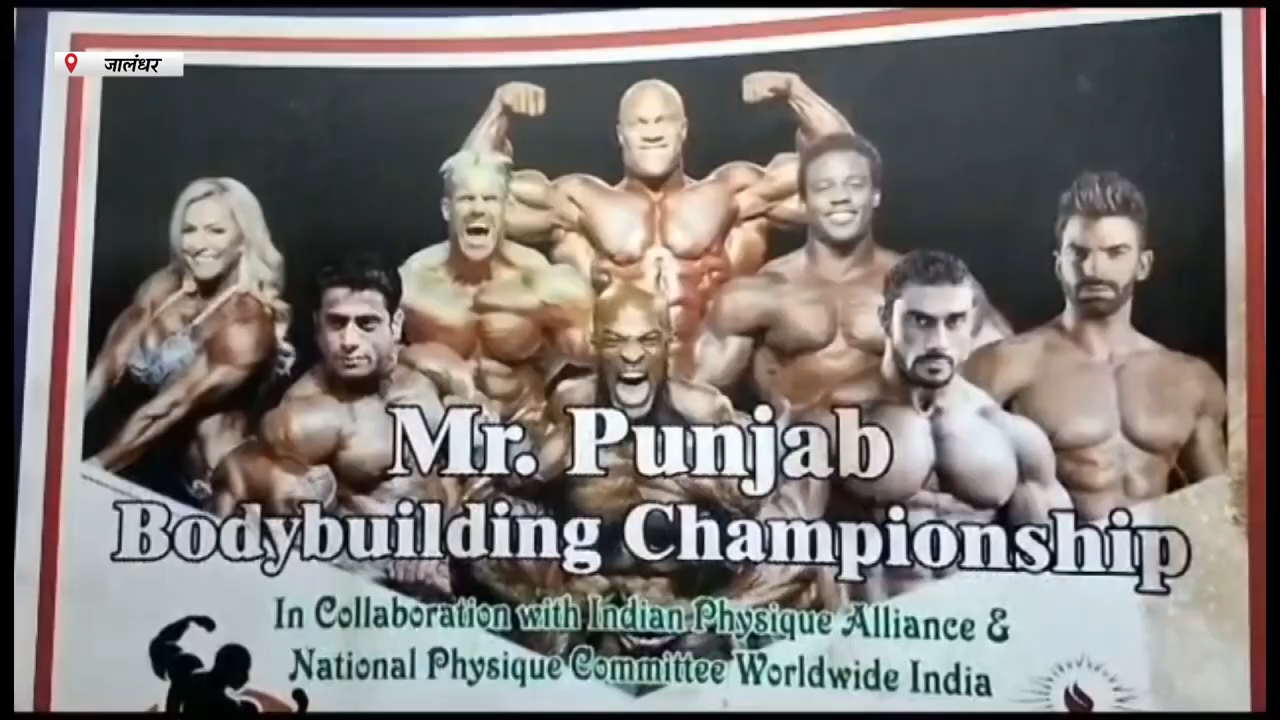 जालंधर
Mr. Punjab
Bodybuilding Championship
In Collaboration with Indian Physique Alliance &
National Physique Committee Worldwide India